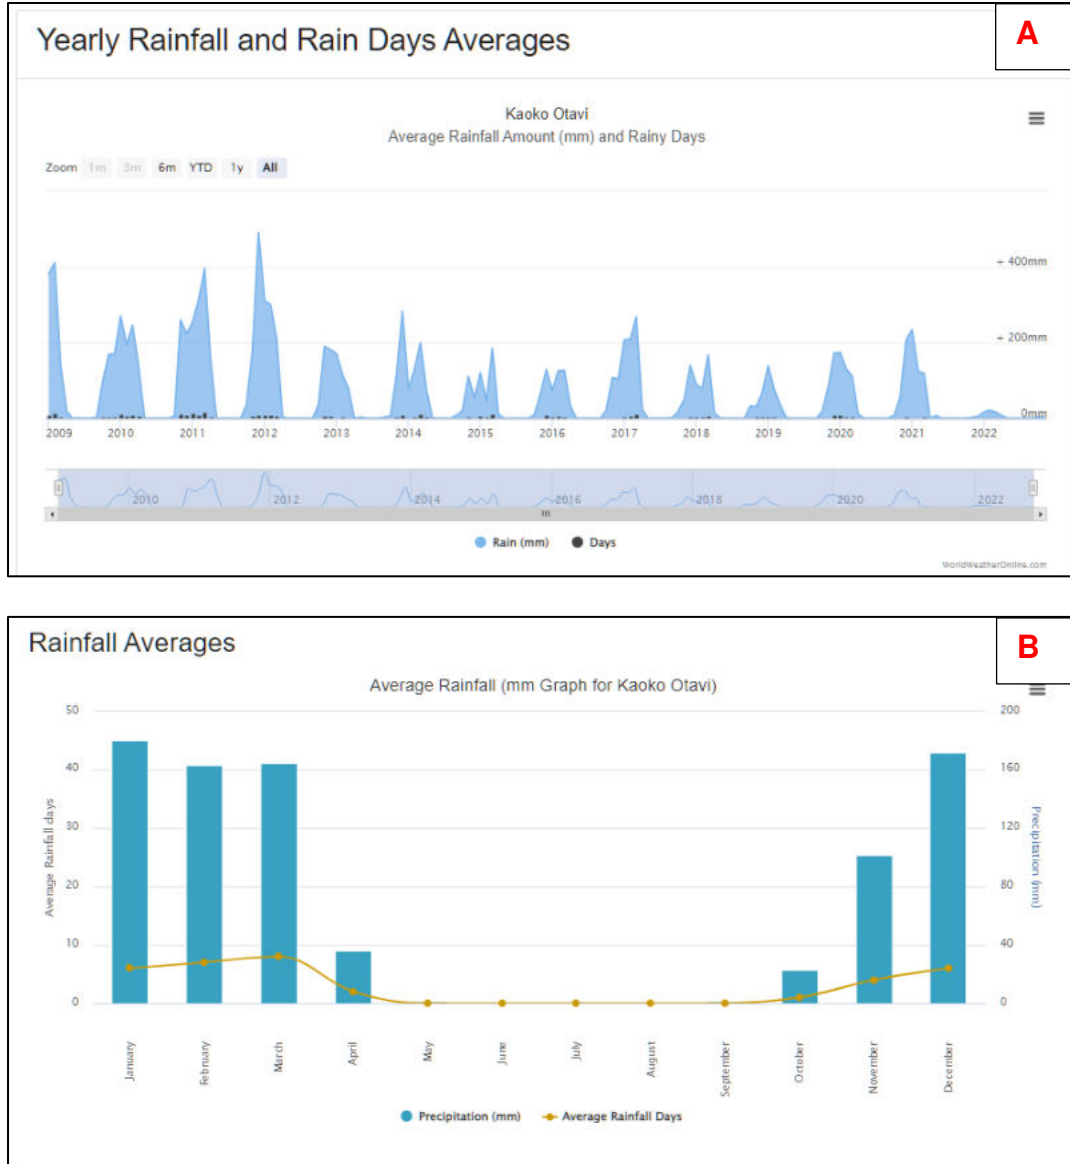 Yearly Rainfall and Rain Days Averages
A
Kaoko Otavi
Average Rainfall Amount (mm) and Rainy Days
Zoom 1m 3m 6m YTD 1y All
÷ 400mm
÷ 200mm
0mm
2009 2010 2011 2012 2013 2014 2015 2016 2017 2018 2019 2020 2021 2022
2010 2012 2014 2016 2018 2020 2022
Rain (mm) Days
WorldWeatherOnline.com
Rainfall Averages
B
Average Rainfall (mm Graph for Kaoko Otavi)
50 200
40 160
30 120
20 80
10 40
0 0
Average Rainfall days
Precipitation (mm)
January February March April May June July August September October November December
Precipitation (mm) Average Rainfall Days